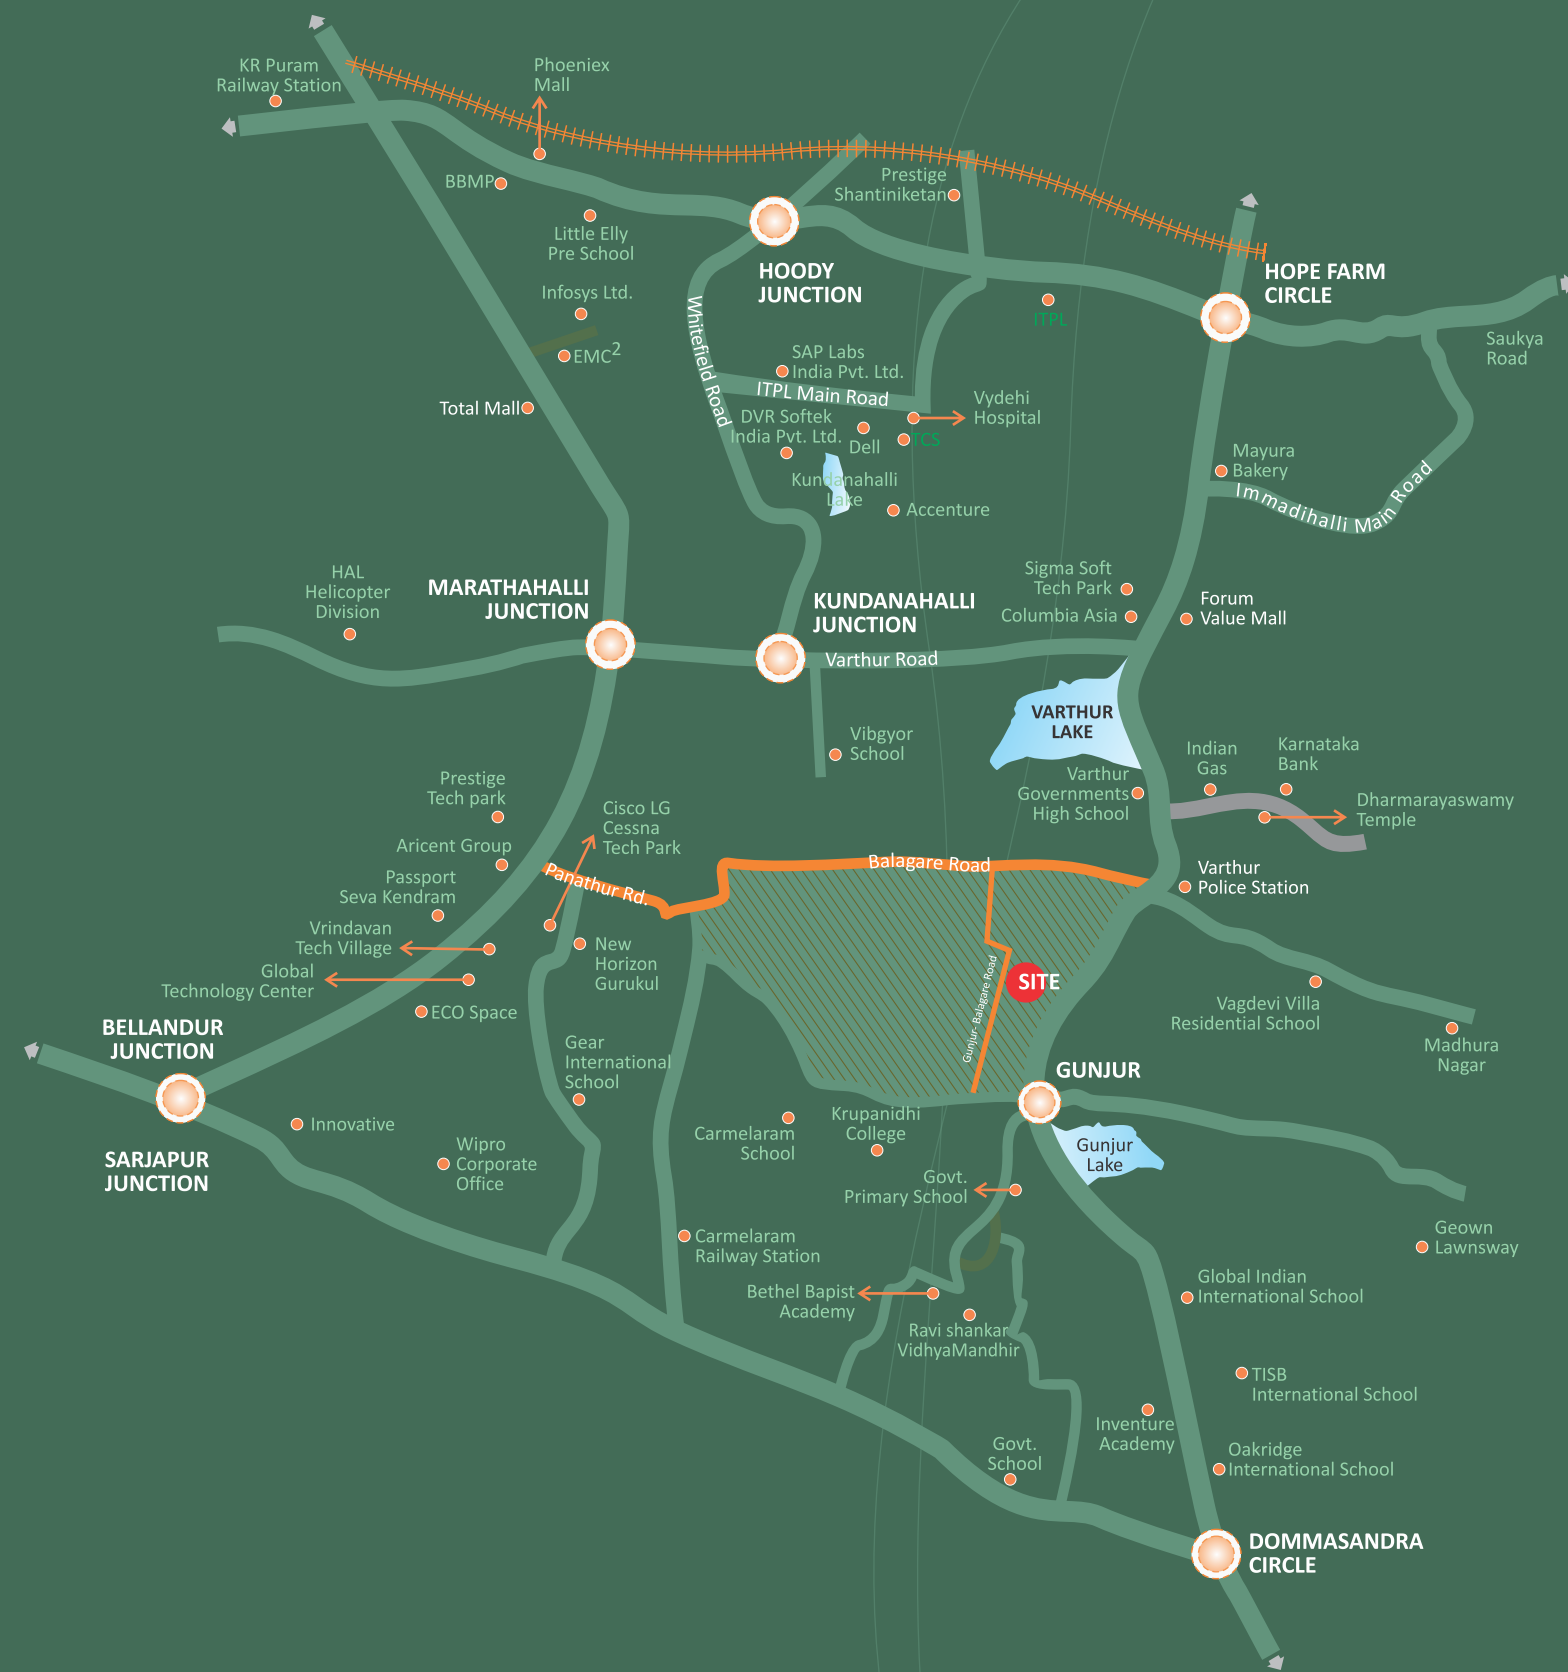 KR Puram
Railway Station
Phoeniex
Mall
BBMP
Little Elly
Pre School
Prestige
Shantiniketan
HOODY
JUNCTION
HOPE FARM
CIRCLE
Infosys Ltd.
EMC2
ITPL
Saukya
Road
Whitefield Road
SAP Labs
India Pvt. Ltd.
ITPL Main Road
Total Mall
DVR Softek
India Pvt. Ltd.
Dell
TCS
Vydehi
Hospital
Mayura
Bakery
Immadihalli Main Road
Kundanahalli
Lake
Accenture
HAL
Helicopter
Division
MARATHAHALLI
JUNCTION
KUNDANAHALLI
JUNCTION
Sigma Soft
Tech Park
Columbia Asia
Forum
Value Mall
Varthur Road
VARTHUR
LAKE
Vibgyor
School
Indian
Gas
Karnataka
Bank
Varthur
Governments
High School
Dharmarayaswamy
Temple
Prestige
Tech park
Cisco LG
Cessna
Tech Park
Aricent Group
Panathur Rd.
Balagare Road
Varthur
Police Station
Passport
Seva Kendram
Vrindavan
Tech Village
New
Horizon
Gurukul
Global
Technology Center
ECO Space
Gunjur- Balagare Road
SITE
Vagdevi Villa
Residential School
Madhura
Nagar
BELLANDUR
JUNCTION
Gear
International
School
GUNJUR
Innovative
SARJAPUR
JUNCTION
Wipro
Corporate
Office
Carmelaram
School
Krupanidhi
College
Gunjur
Lake
Govt.
Primary School
Carmelaram
Railway Station
Geown
Lawnsway
Bethel Bapist
Academy
Global Indian
International School
Ravi shankar
VidhyaMandhir
TISB
International School
Inventure
Academy
Govt.
School
Oakridge
International School
DOMMASANDRA
CIRCLE